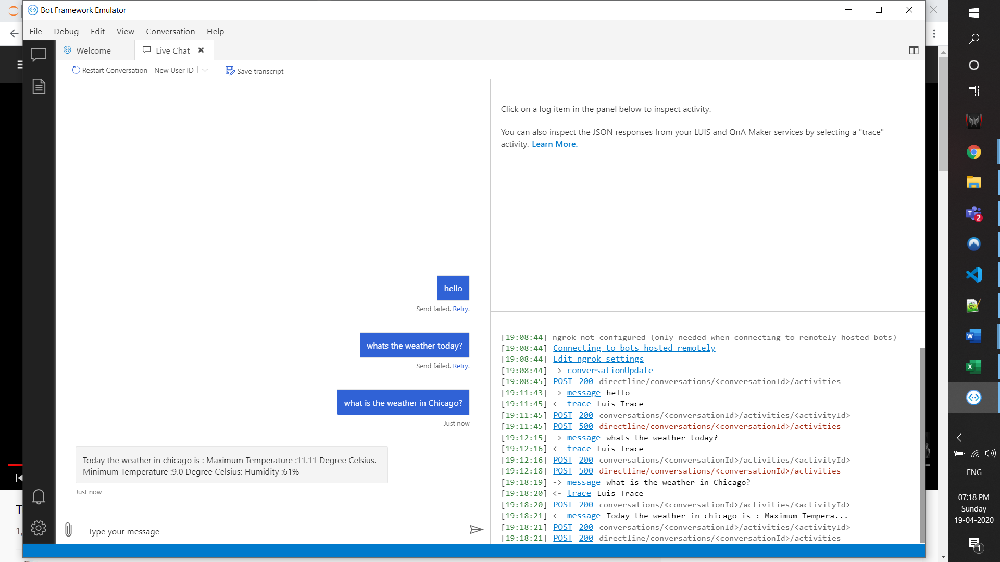 Bot Framework Emulator
File Debug Edit View Conversation Help
Welcome Live Chat
Restart Conversation - New User ID Save transcript
hello
Send failed. Retry.
whats the weather today?
Send failed. Retry.
what is the weather in Chicago?
Just now
Today the weather in chicago is : Maximum Temperature :11.11 Degree Celsius.
Minimum Temperature :9.0 Degree Celsius: Humidity :61%
Just now
Type your message
Click on a log item in the panel below to inspect activity.
You can also inspect the JSON responses from your LUIS and QnA Maker services by selecting a "trace"
activity. Learn More.
[19:08:44] ngrok not configured (only needed when connecting to remotely hosted bots)
[19:08:44] Connecting to bots hosted remotely
[19:08:44] Edit ngrok settings
[19:08:44] -> conversationUpdate
[19:08:45] POST 200 directline/conversations/<conversationId>/activities
[19:11:43] -> message hello
[19:11:45] <- trace Luis Trace
[19:11:45] POST 200 conversations/<conversationId>/activities/<activityId>
[19:11:45] POST 500 directline/conversations/<conversationId>/activities
[19:12:15] -> message whats the weather today?
[19:12:16] <- trace Luis Trace
[19:12:16] POST 200 conversations/<conversationId>/activities/<activityId>
[19:12:18] POST 500 directline/conversations/<conversationId>/activities
[19:18:19] -> message what is the weather in Chicago?
[19:18:20] <- trace Luis Trace
[19:18:20] POST 200 conversations/<conversationId>/activities/<activityId>
[19:18:21] <- message Today the weather in chicago is : Maximum Tempera...
[19:18:21] POST 200 conversations/<conversationId>/activities/<activityId>
[19:18:21] POST 200 directline/conversations/<conversationId>/activities
T
1,
2
ENG
07:18 PM
Sunday
19-04-2020
1